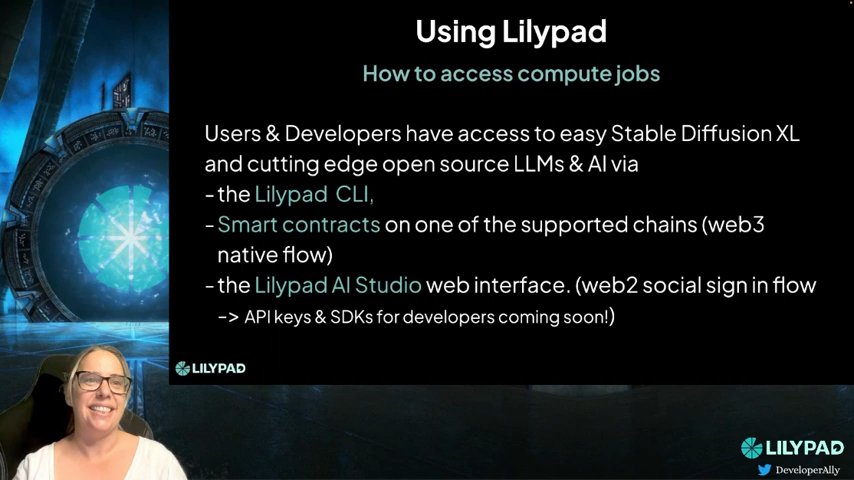 Using Lilypad
How to access compute jobs
Users & Developers have access to easy Stable Diffusion XL
and cutting edge open source LLMs & AI via
- the Lilypad CLI,
- Smart contracts on one of the supported chains (web3
native flow)
- the Lilypad AI Studio web interface. (web2 social sign in flow
-> API keys & SDKs for developers coming soon!)
LILYPAD
LILYPAD
DeveloperAlly